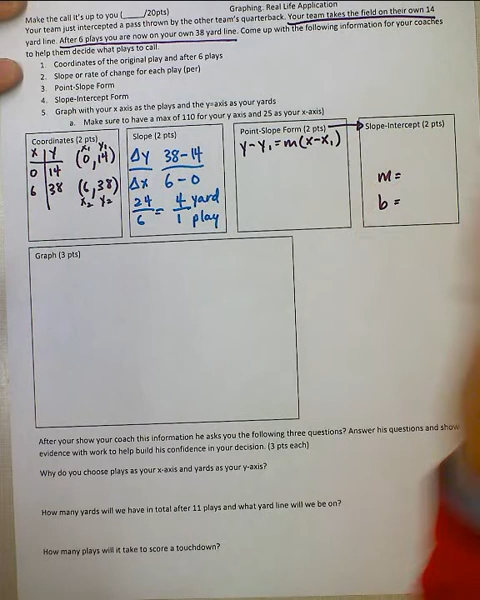 Make the call it's up to you (____/20pts) Graphing: Real Life Application
Your team just intercepted a pass thrown by the other team's quarterback. Your team takes the field on their own 14
yard line. After 6 plays you are now on your own 38 yard line. Come up with the following information for your coaches
to help them decide what plays to call.
1. Coordinates of the original play and after 6 plays
2. Slope or rate of change for each play (per)
3. Point-Slope Form
4. Slope-Intercept Form
5. Graph with your x axis as the plays and the y=axis as your yards
a. Make sure to have a max of 110 for your y axis and 25 as your x-axis)
Coordinates (2 pts)
x y
0 14
6 38
x₁ y₁
(0,14)
(6,38)
x₂ y₂
Slope (2 pts)
Δy 38-14
Δx 6-0
24/6 = 4 yard/1 play
Point-Slope Form (2 pts)
y-y₁=m(x-x₁)
Slope-Intercept (2 pts)
m=
b=
Graph (3 pts)
After your show your coach this information he asks you the following three questions? Answer his questions and show
evidence with work to help build his confidence in your decision. (3 pts each)
Why do you choose plays as your x-axis and yards as your y-axis?
How many yards will we have in total after 11 plays and what yard line will we be on?
How many plays will it take to score a touchdown?